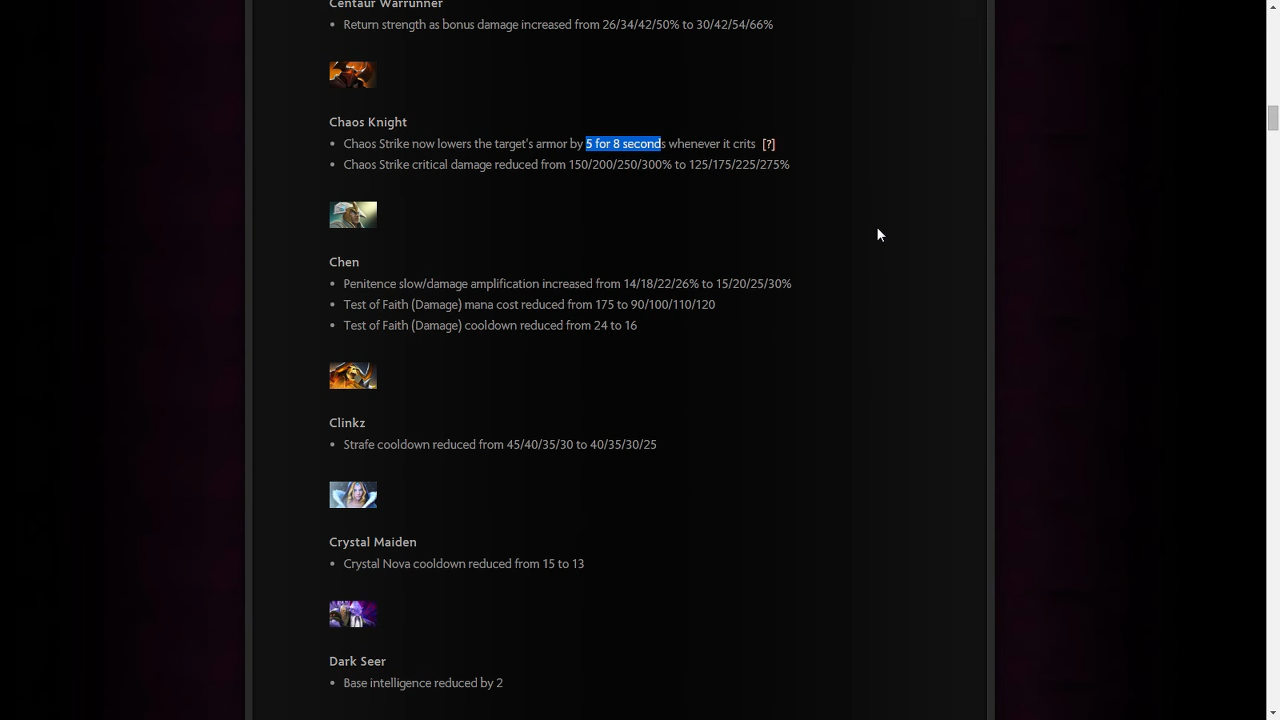 Centaur Warrunner
• Return strength as bonus damage increased from 26/34/42/50% to 30/42/54/66%
Chaos Knight
• Chaos Strike now lowers the target's armor by 5 for 8 seconds whenever it crits [?]
• Chaos Strike critical damage reduced from 150/200/250/300% to 125/175/225/275%
Chen
• Penitence slow/damage amplification increased from 14/18/22/26% to 15/20/25/30%
• Test of Faith (Damage) mana cost reduced from 175 to 90/100/110/120
• Test of Faith (Damage) cooldown reduced from 24 to 16
Clinkz
• Strafe cooldown reduced from 45/40/35/30 to 40/35/30/25
Crystal Maiden
• Crystal Nova cooldown reduced from 15 to 13
Dark Seer
• Base intelligence reduced by 2